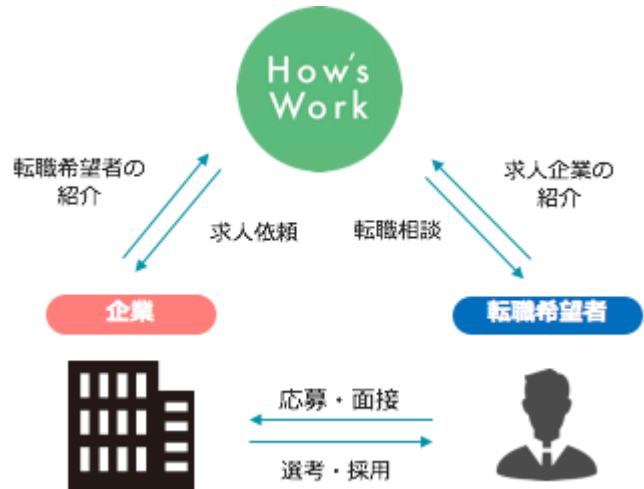 How's
Work
転職希望者の
紹介
求人企業の
紹介
求人依頼
転職相談
企業
転職希望者
応募・面接
選考・採用